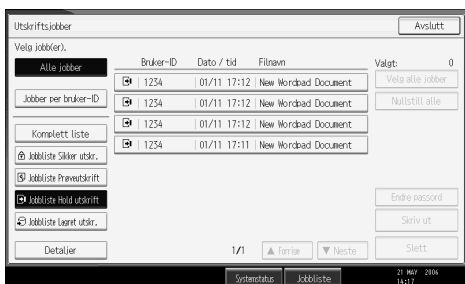 Utskriftsjobber
Avslutt
Velg jobb(er).
Alle jobber
Jobber per bruker-ID
Komplett liste
Jobbliste Sikker utskr.
Jobbliste Prøveutskrift
Jobbliste Hold utskrift
Jobbliste lagret utskr.
Detaljer
Bruker-ID Dato / tid Filnavn
1234 01/11 17:12 New Wordpad Document
1234 01/11 17:12 New Wordpad Document
1234 01/11 17:12 New Wordpad Document
1234 01/11 17:11 New Wordpad Document
1/1 ▲ Forrige ▼ Neste
Valgt: 0
Velg alle jobber
Nullstill alle
Endre passord
Skriv ut
Slett
Systemstatus Jobbliste
21 MAY 2006
14:17